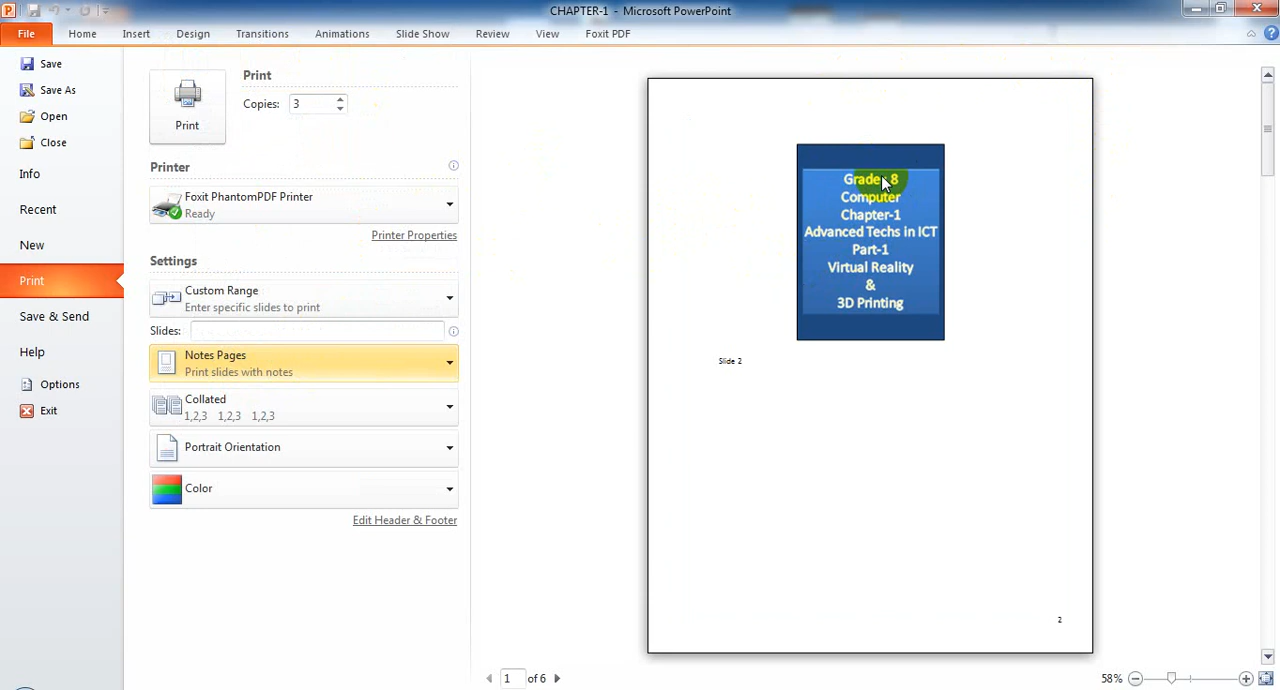 CHAPTER-1 - Microsoft PowerPoint
File Home Insert Design Transitions Animations Slide Show Review View Foxit PDF
Save
Save As
Open
Close
Info
Recent
New
Print
Save & Send
Help
Options
Exit
Print
Print
Copies: 3
Printer
Foxit PhantomPDF Printer
Ready
Printer Properties
Settings
Custom Range
Enter specific slides to print
Slides:
Notes Pages
Print slides with notes
Collated
1,2,3 1,2,3 1,2,3
Portrait Orientation
Color
Edit Header & Footer
Grade: 8
Computer
Chapter-1
Advanced Techs in ICT
Part-1
Virtual Reality
&
3D Printing
Slide 2
2
1 of 6
58%